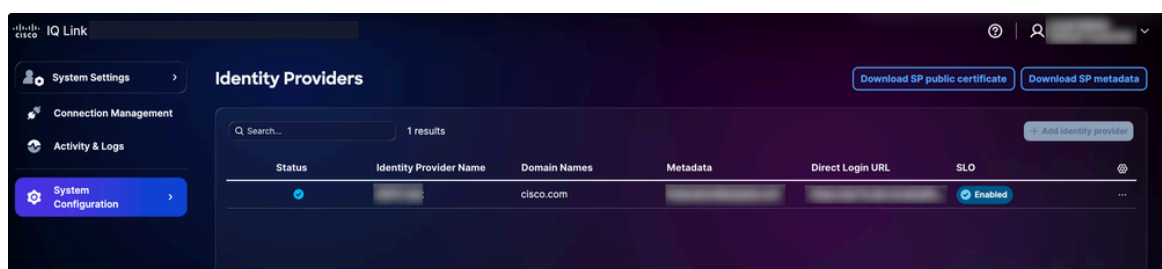 cisco IQ Link
System Settings
Identity Providers
Download SP public certificate
Download SP metadata
Connection Management
Search...
1 results
+ Add identity provider
Activity & Logs
Status Identity Provider Name Domain Names Metadata Direct Login URL SLO
System
Configuration
cisco.com
Enabled
...